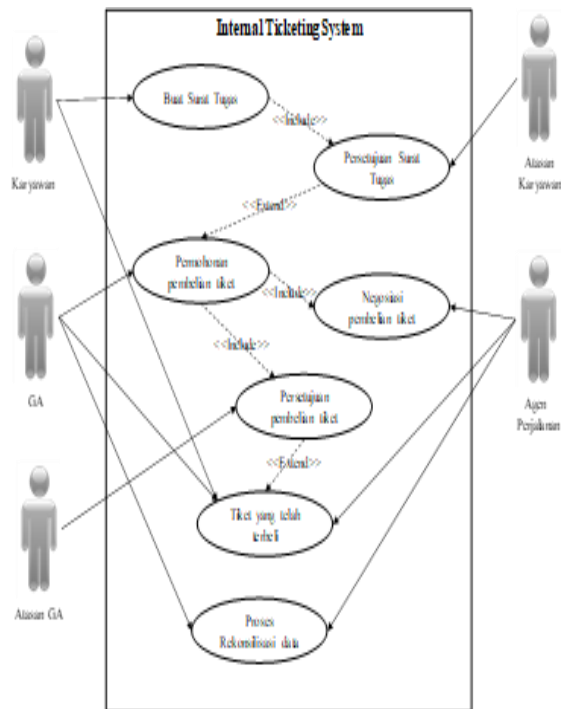 Internal Ticketing System
Buat Surat Tugas
<<Include>>
Karyawan
Persetujuan Surat
Tugas
Atasan
Karyawan
<<Extend>>
Permohonan
pembelian tiket
<<Include>>
Negosiasi
pembelian tiket
<<Include>>
GA
Persetujuan
pembelian tiket
Agen
Perjalanan
<<Extend>>
Tiket yang telah
terbeli
Atasan GA
Proses
Rekonsilisasi data